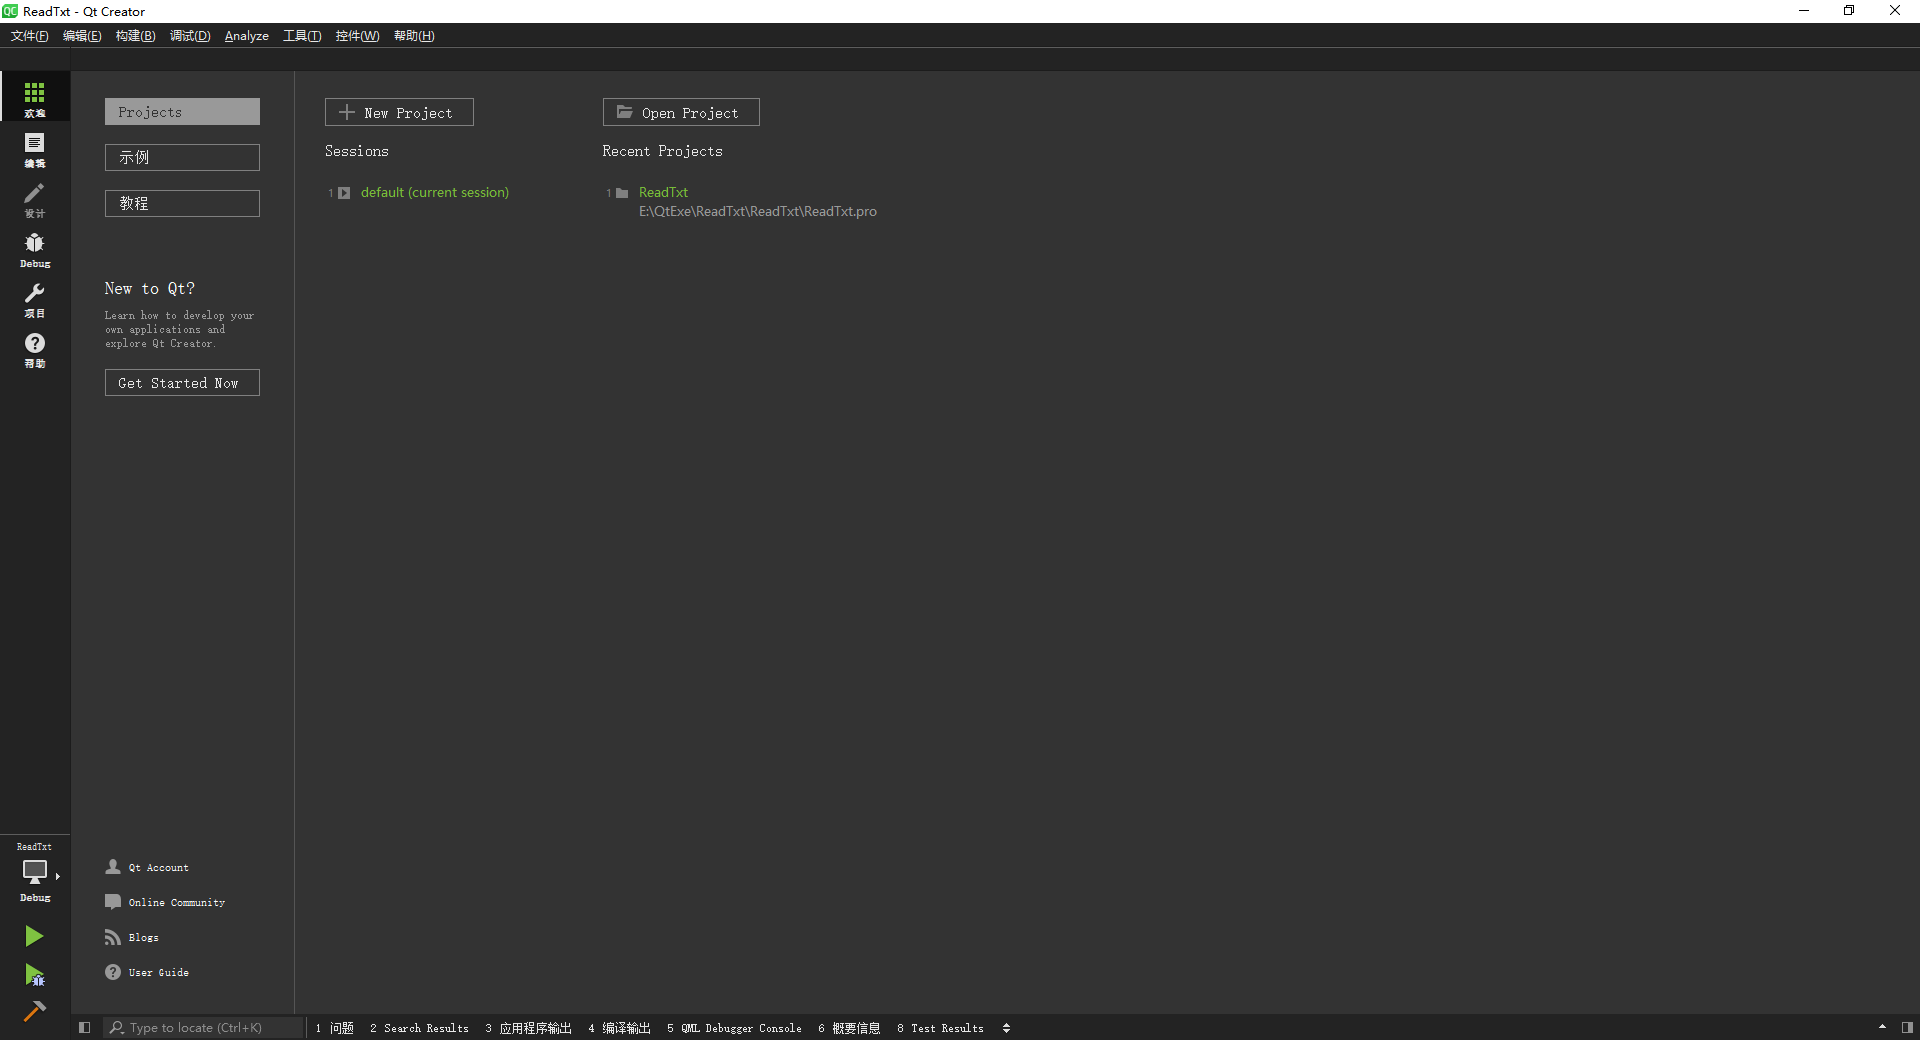 ReadTxt - Qt Creator
文件(F) 编辑(E) 构建(B) 调试(D) Analyze 工具(T) 控件(W) 帮助(H)
欢迎
编辑
设计
Debug
项目
帮助
Projects
示例
教程
New to Qt?
Learn how to develop your
own applications and
explore Qt Creator.
Get Started Now
New Project
Open Project
Sessions
Recent Projects
1 default (current session)
1 ReadTxt
E:\QtExe\ReadTxt\ReadTxt\ReadTxt.pro
Qt Account
Online Community
Blogs
User Guide
ReadTxt
Debug
Type to locate (Ctrl+K)
1 问题 2 Search Results 3 应用程序输出 4 编译输出 5 QML Debugger Console 6 概要信息 8 Test Results